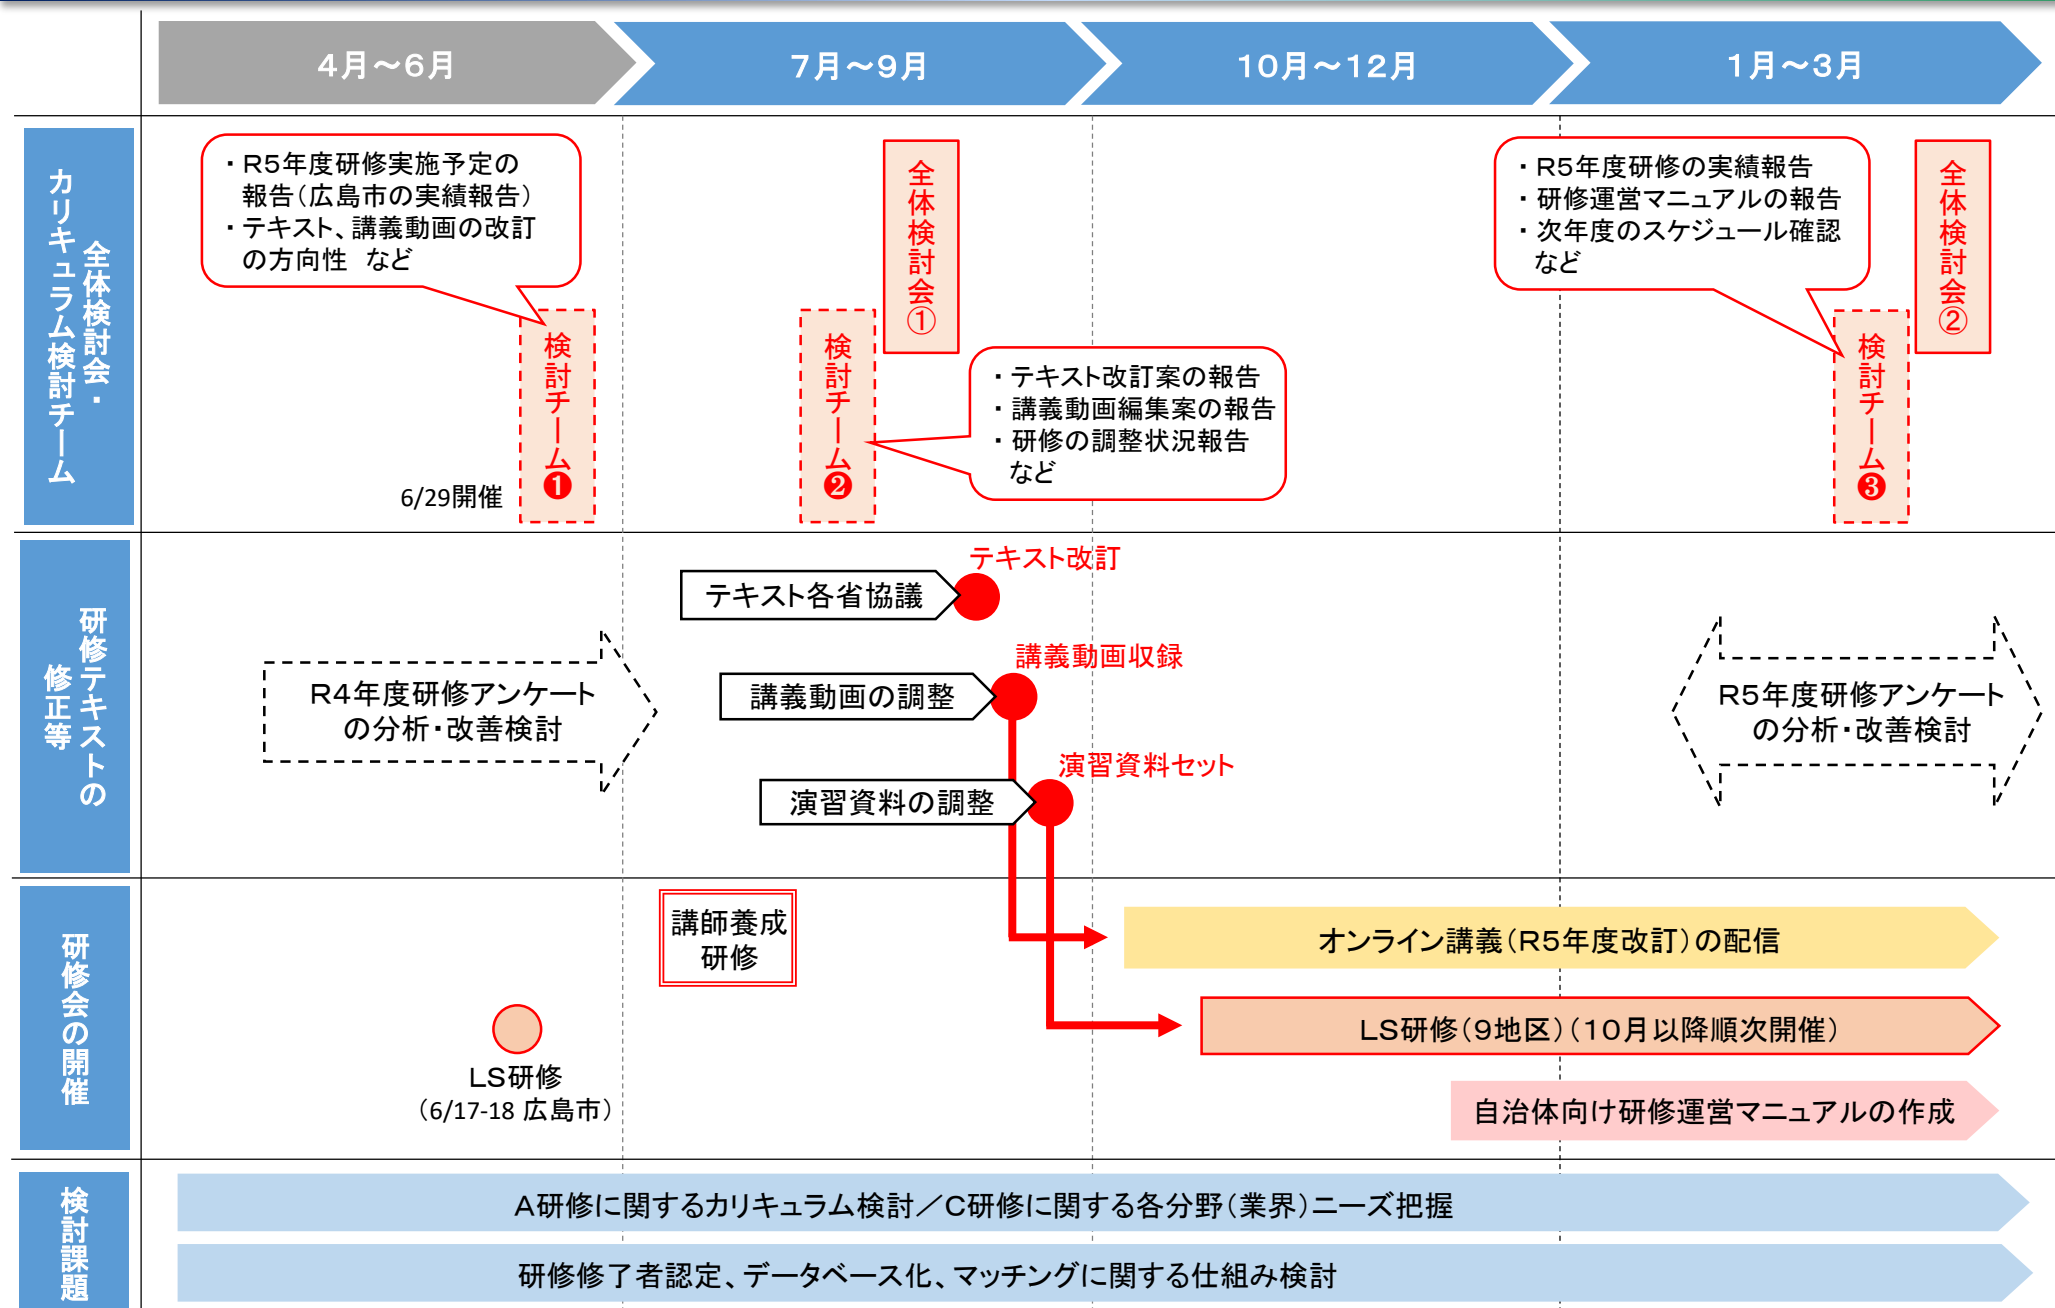 4月～6月
7月～9月
10月～12月
1月～3月
全体検討会・
カリキュラム検討チーム
・R5年度研修実施予定の
報告（広島市の実績報告）
・テキスト、講義動画の改訂
の方向性　など
検討チーム❶
6/29開催
全体検討会①
検討チーム❷
・テキスト改訂案の報告
・講義動画編集案の報告
・研修の調整状況報告
など
・R5年度研修の実績報告
・研修運営マニュアルの報告
・次年度のスケジュール確認
など
全体検討会②
検討チーム❸
研修テキストの
修正等
R4年度研修アンケート
の分析・改善検討
テキスト各省協議
テキスト改訂
講義動画の調整
講義動画収録
演習資料の調整
演習資料セット
R5年度研修アンケート
の分析・改善検討
研修会の開催
LS研修
（6/17-18 広島市）
講師養成
研修
オンライン講義（R5年度改訂）の配信
LS研修（9地区）（10月以降順次開催）
自治体向け研修運営マニュアルの作成
検討課題
A研修に関するカリキュラム検討／C研修に関する各分野（業界）ニーズ把握
研修修了者認定、データベース化、マッチングに関する仕組み検討